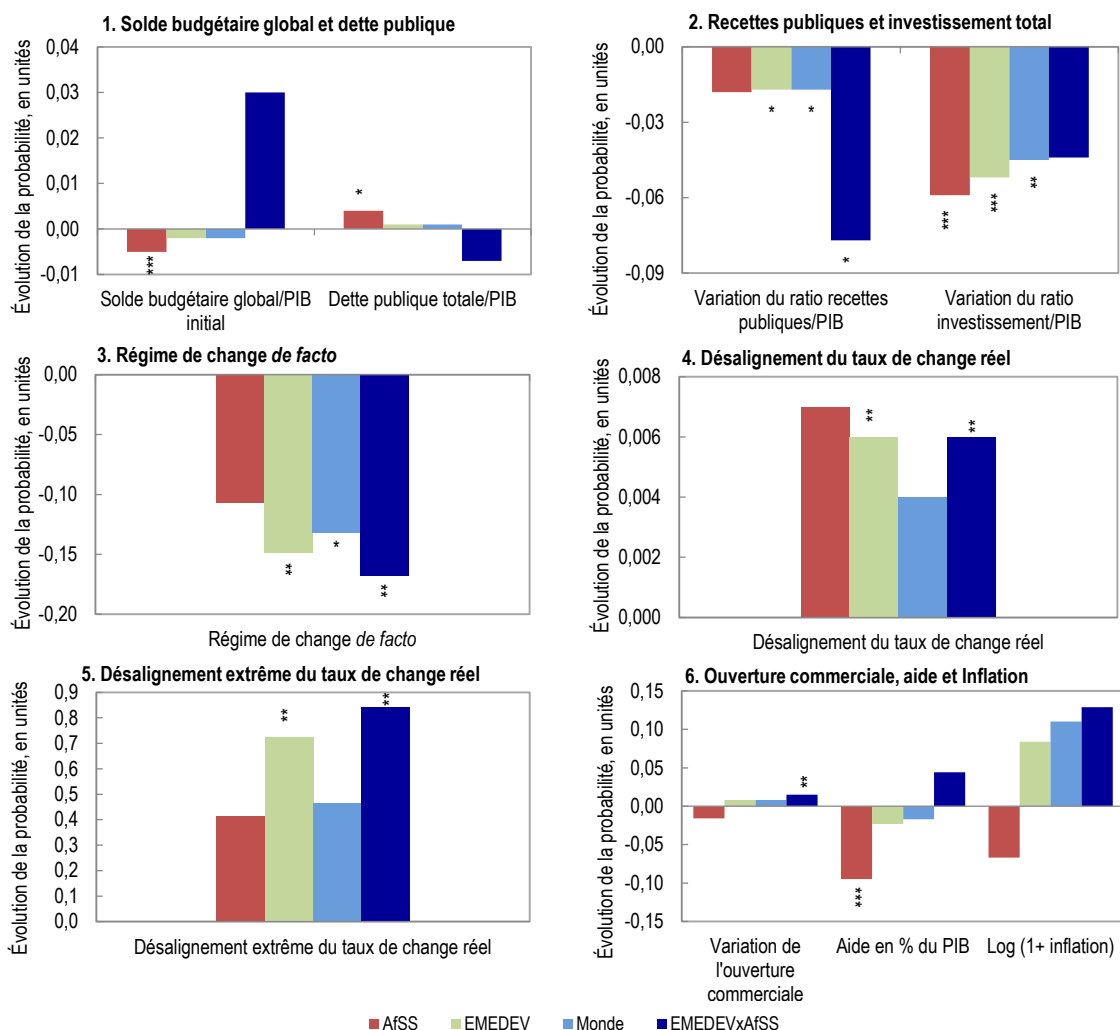 1. Solde budgétaire global et dette publique
Évolution de la probabilité, en unités
0,04
0,03
0,02
0,01
0,00
-0,01
*
***
Solde budgétaire global/PIB
initial
Dette publique totale/PIB
2. Recettes publiques et investissement total
Évolution de la probabilité, en unités
0,00
-0,03
-0,06
-0,09
*
*
*
***
***
**
Variation du ratio recettes
publiques/PIB
Variation du ratio
investissement/PIB
3. Régime de change de facto
Évolution de la probabilité, en unités
0,00
-0,05
-0,10
-0,15
-0,20
**
*
**
Régime de change de facto
4. Désalignement du taux de change réel
Évolution de la probabilité, en unités
0,008
0,006
0,004
0,002
0,000
**
**
Désalignement du taux de change réel
5. Désalignement extrême du taux de change réel
Évolution de la probabilité, en unités
0,9
0,8
0,7
0,6
0,5
0,4
0,3
0,2
0,1
0,0
**
**
Désalignement extrême du taux de change réel
6. Ouverture commerciale, aide et Inflation
Évolution de la probabilité, en unités
0,15
0,10
0,05
0,00
-0,05
-0,10
-0,15
**
***
Variation de
l'ouverture
commerciale
Aide en % du PIB
Log (1+ inflation)
AfSS
EMEDEV
Monde
EMEDEVxAfSS